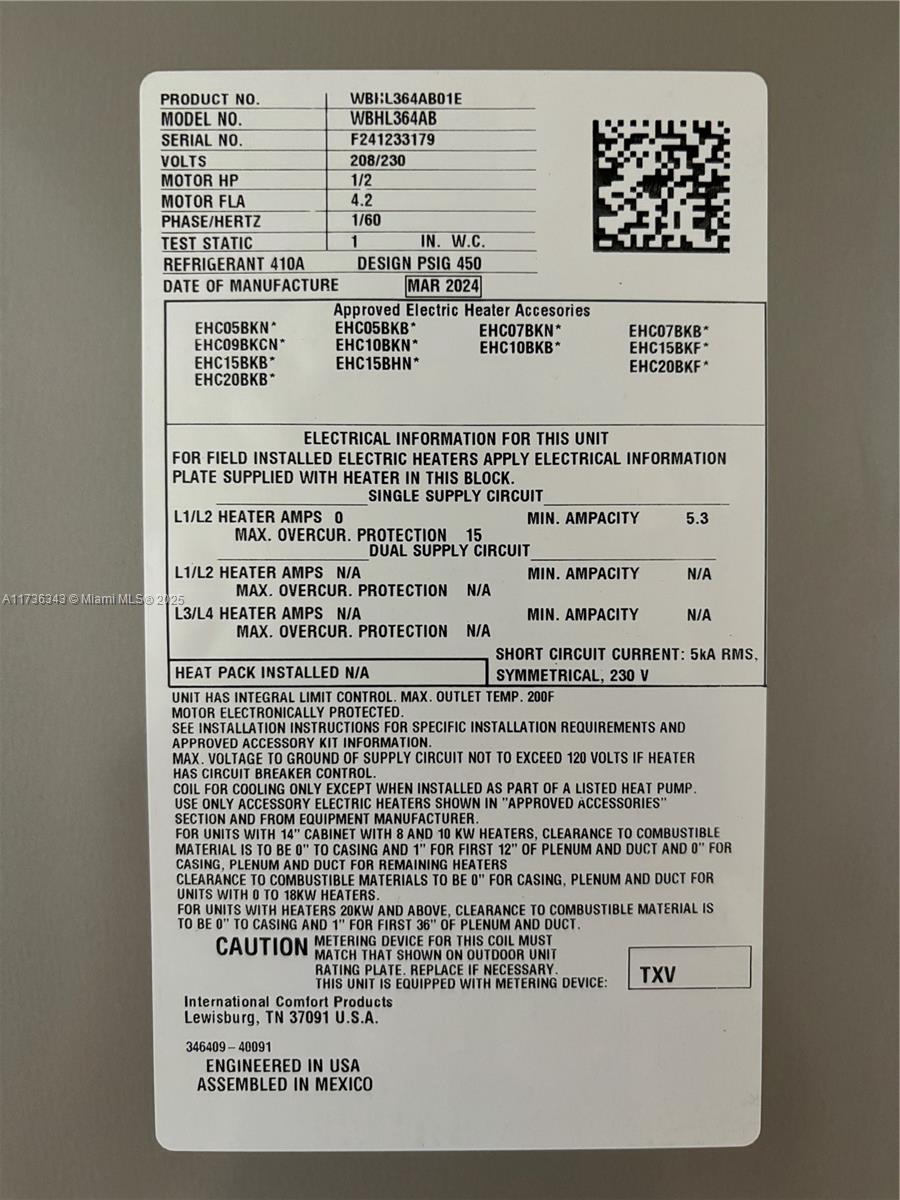 PRODUCT NO. WBHL364AB01E
MODEL NO. WBHL364AB
SERIAL NO. F241233179
VOLTS 208/230
MOTOR HP 1/2
MOTOR FLA 4.2
PHASE/HERTZ 1/60
TEST STATIC 1 IN. W.C.
REFRIGERANT 410A DESIGN PSIG 450
DATE OF MANUFACTURE MAR 2024
Approved Electric Heater Accesories
EHC05BKN* EHC05BKB* EHC07BKN* EHC07BKB*
EHC09BKCN* EHC10BKN* EHC10BKB* EHC15BKF*
EHC15BKB* EHC15BHN* EHC20BKF*
EHC20BKB*
ELECTRICAL INFORMATION FOR THIS UNIT
FOR FIELD INSTALLED ELECTRIC HEATERS APPLY ELECTRICAL INFORMATION
PLATE SUPPLIED WITH HEATER IN THIS BLOCK.
SINGLE SUPPLY CIRCUIT
L1/L2 HEATER AMPS 0 MIN. AMPACITY 5.3
MAX. OVERCUR. PROTECTION 15
DUAL SUPPLY CIRCUIT
L1/L2 HEATER AMPS N/A MIN. AMPACITY N/A
MAX. OVERCUR. PROTECTION N/A
A11736343 © Miami MLS © 2025
L3/L4 HEATER AMPS N/A MIN. AMPACITY N/A
MAX. OVERCUR. PROTECTION N/A
SHORT CIRCUIT CURRENT: 5kA RMS,
HEAT PACK INSTALLED N/A SYMMETRICAL, 230 V
UNIT HAS INTEGRAL LIMIT CONTROL. MAX. OUTLET TEMP. 200F
MOTOR ELECTRONICALLY PROTECTED.
SEE INSTALLATION INSTRUCTIONS FOR SPECIFIC INSTALLATION REQUIREMENTS AND
APPROVED ACCESSORY KIT INFORMATION.
MAX. VOLTAGE TO GROUND OF SUPPLY CIRCUIT NOT TO EXCEED 120 VOLTS IF HEATER
HAS CIRCUIT BREAKER CONTROL.
COIL FOR COOLING ONLY EXCEPT WHEN INSTALLED AS PART OF A LISTED HEAT PUMP.
USE ONLY ACCESSORY ELECTRIC HEATERS SHOWN IN "APPROVED ACCESSORIES"
SECTION AND FROM EQUIPMENT MANUFACTURER.
FOR UNITS WITH 14" CABINET WITH 8 AND 10 KW HEATERS, CLEARANCE TO COMBUSTIBLE
MATERIAL IS TO BE 0" TO CASING AND 1" FOR FIRST 12" OF PLENUM AND DUCT AND 0" FOR
CASING, PLENUM AND DUCT FOR REMAINING HEATERS
CLEARANCE TO COMBUSTIBLE MATERIALS TO BE 0" FOR CASING, PLENUM AND DUCT FOR
UNITS WITH 0 TO 18KW HEATERS.
FOR UNITS WITH HEATERS 20KW AND ABOVE, CLEARANCE TO COMBUSTIBLE MATERIAL IS
TO BE 0" TO CASING AND 1" FOR FIRST 36" OF PLENUM AND DUCT.
CAUTION METERING DEVICE FOR THIS COIL MUST
MATCH THAT SHOWN ON OUTDOOR UNIT
RATING PLATE. REPLACE IF NECESSARY.
THIS UNIT IS EQUIPPED WITH METERING DEVICE: TXV
International Comfort Products
Lewisburg, TN 37091 U.S.A.
346409-40091
ENGINEERED IN USA
ASSEMBLED IN MEXICO